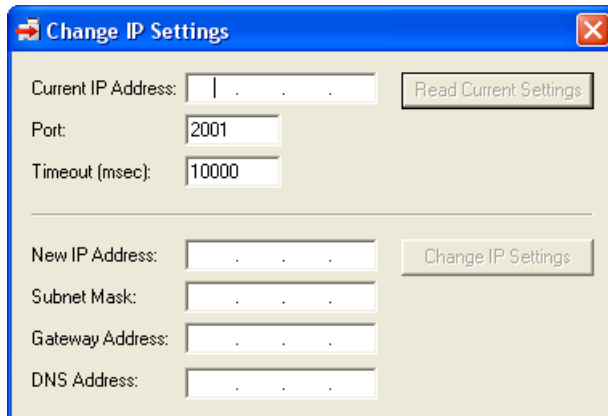 Change IP Settings
Current IP Address: . . . Read Current Settings
Port: 2001
Timeout (msec): 10000
New IP Address: . . . Change IP Settings
Subnet Mask: . . .
Gateway Address: . . .
DNS Address: . . .